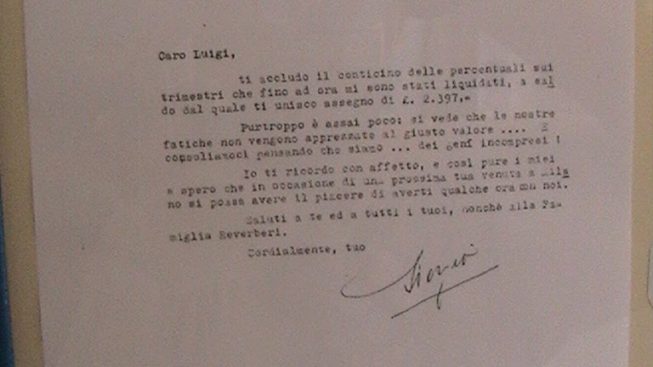 Caro Luigi,
ti accludo il conticino delle percentuali sui
trimestri che fino ad ora mi sono stati liquidati, a sal
do dal quale ti unisco assegno di £. 2.397,=
Purtroppo è assai poco: si vede che le nostre
fatiche non vengono apprezzate al giusto valore .... E
consoliamoci pensando che siamo ... dei genî incompresi !
Io ti ricordo con affetto, e così pure i miei
e spero che in occasione di una prossima tua venuta a Mila
no si possa avere il piacere di averti qualche ora con noi.
Saluti a te ed a tutti i tuoi, nonchè alla Fa
miglia Reverberi.
Cordialmente, tuo